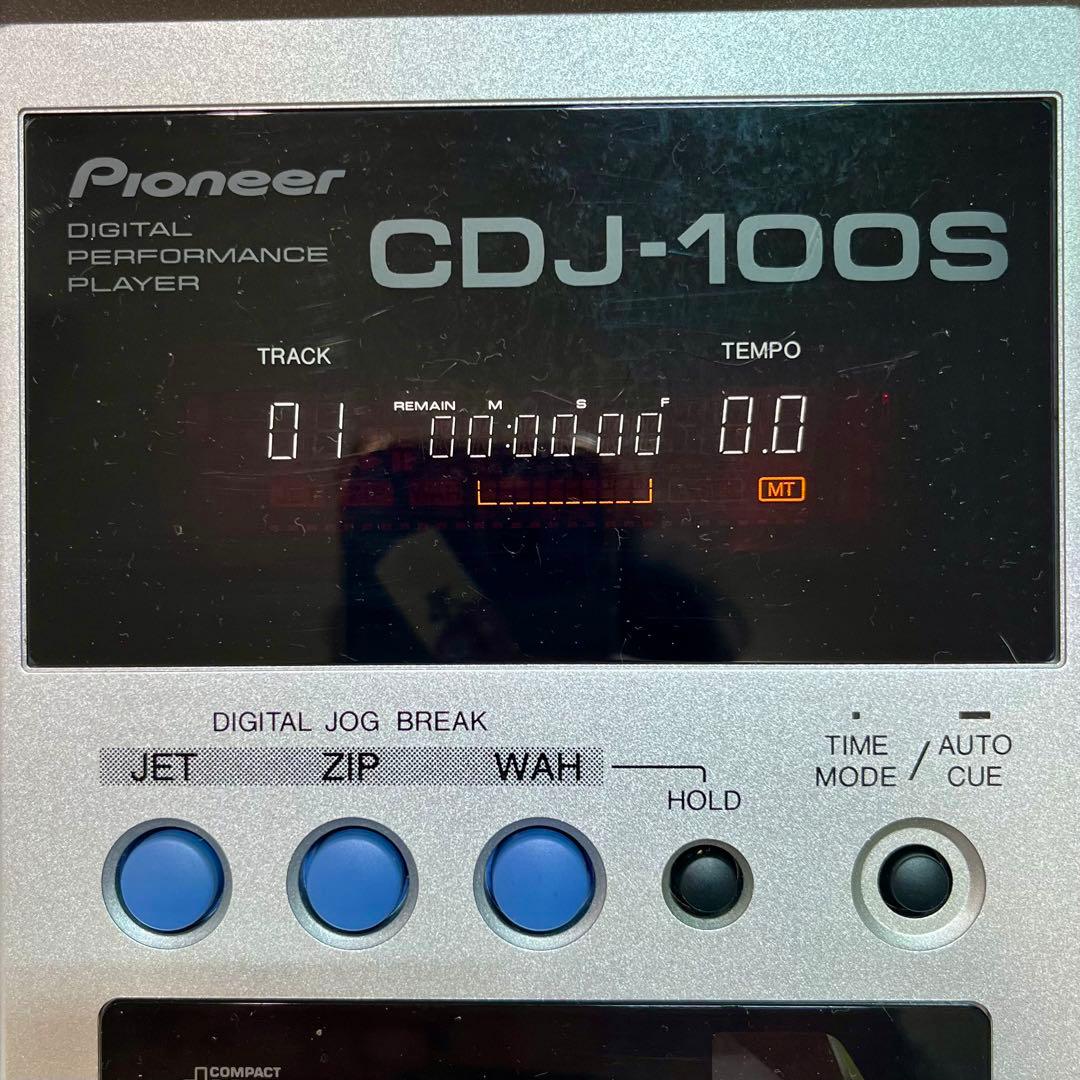 Pioneer
DIGITAL
PERFORMANCE
PLAYER
CDJ-100S
TRACK
TEMPO
REMAIN M S F
01 00:00 00 0.0
MT
DIGITAL JOG BREAK
JET ZIP WAH
HOLD
TIME MODE / AUTO CUE
COMPACT